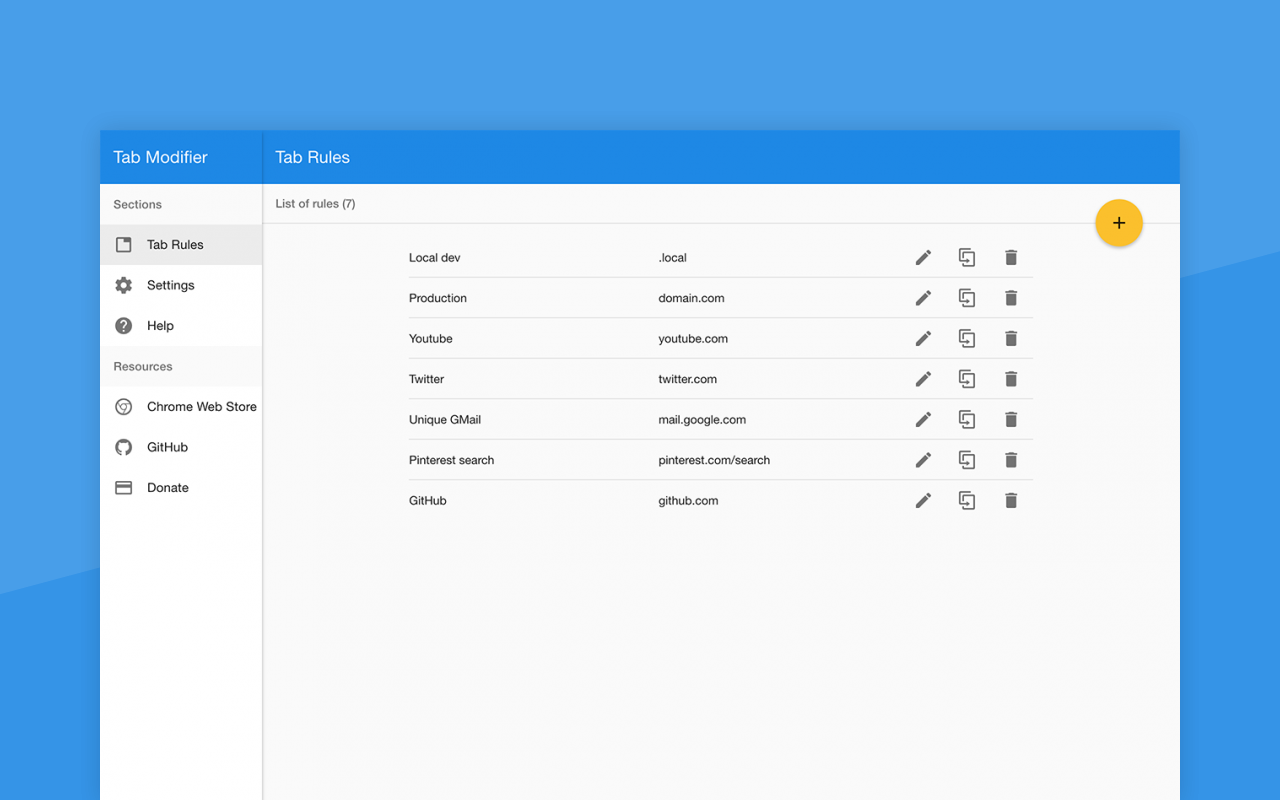 Tab Modifier
Tab Rules
Sections
List of rules (7)
Tab Rules
Settings
Help
Resources
Chrome Web Store
GitHub
Donate
Local dev .local
Production domain.com
Youtube youtube.com
Twitter twitter.com
Unique GMail mail.google.com
Pinterest search pinterest.com/search
GitHub github.com